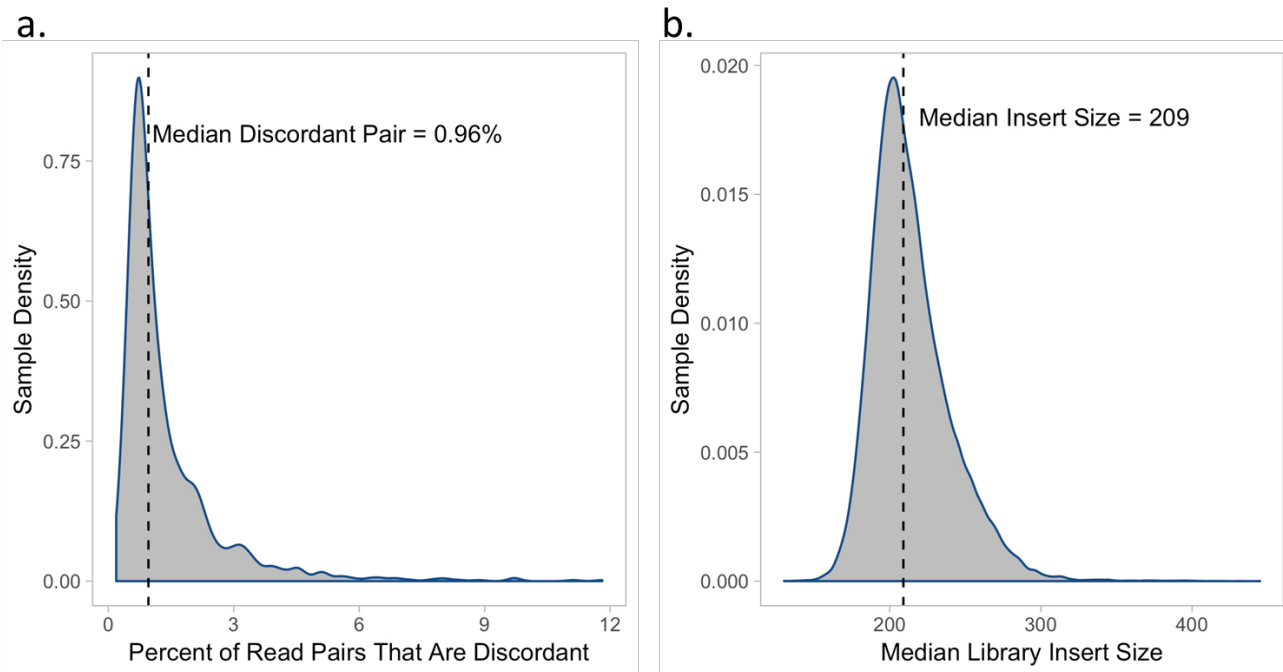 a.
Median Discordant Pair = 0.96%
0.75
0.50
0.25
0.00
Sample Density
0 3 6 9 12
Percent of Read Pairs That Are Discordant
b.
Median Insert Size = 209
0.020
0.015
0.010
0.005
0.000
Sample Density
200 300 400
Median Library Insert Size